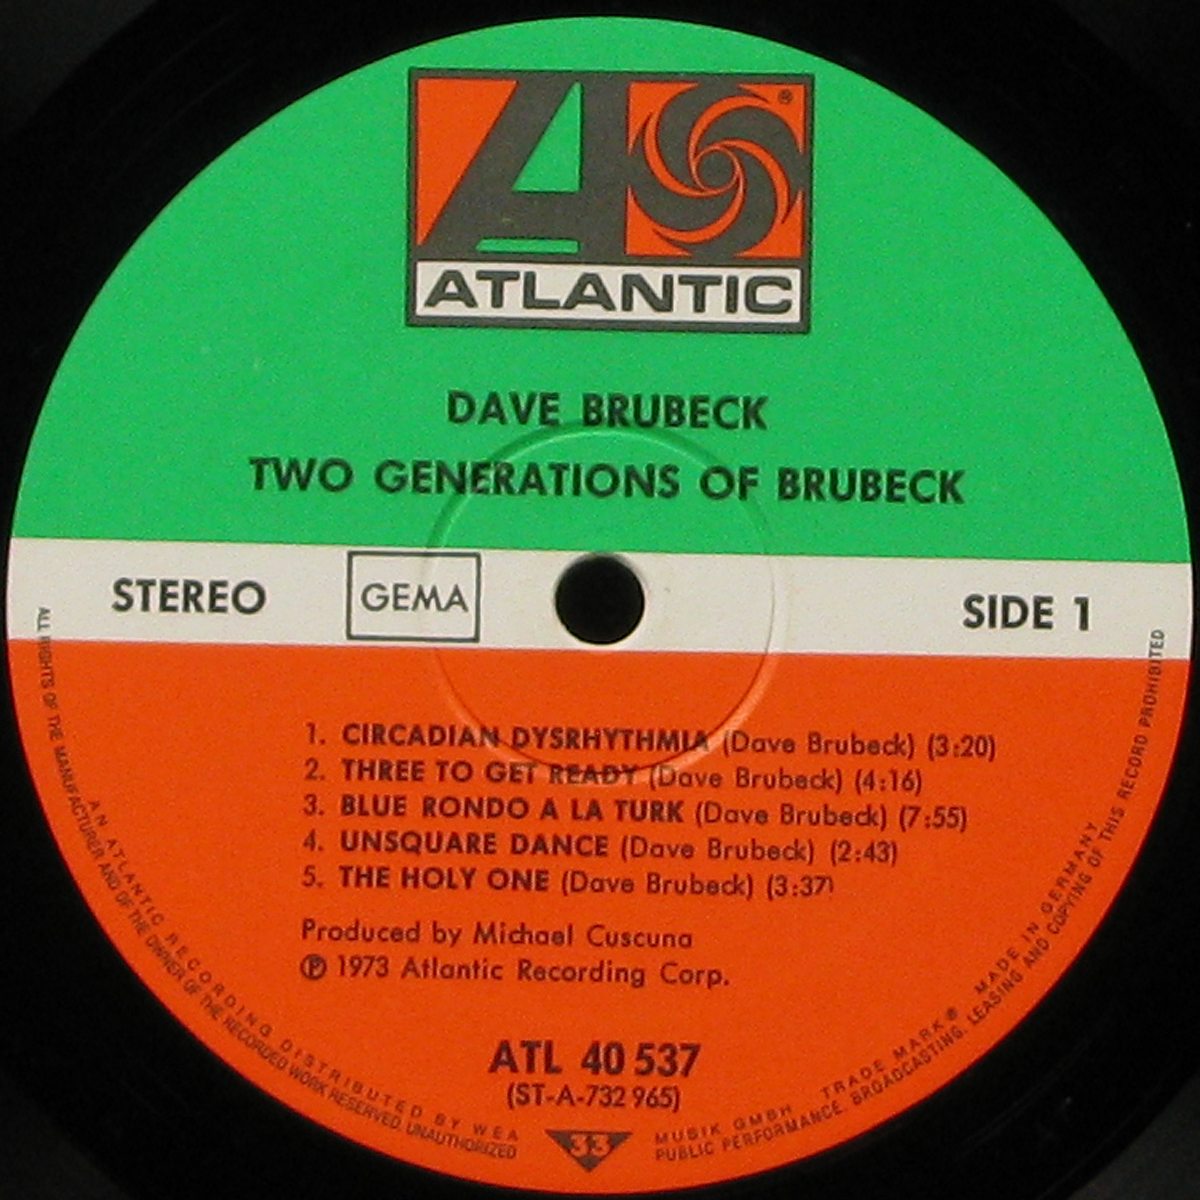 ATLANTIC
®
DAVE BRUBECK
TWO GENERATIONS OF BRUBECK
STEREO
GEMA
SIDE 1
1. CIRCADIAN DYSRHYTHMIA (Dave Brubeck) (3:20)
2. THREE TO GET READY (Dave Brubeck) (4:16)
3. BLUE RONDO A LA TURK (Dave Brubeck) (7:55)
4. UNSQUARE DANCE (Dave Brubeck) (2:43)
5. THE HOLY ONE (Dave Brubeck) (3:37)
Produced by Michael Cuscuna
℗ 1973 Atlantic Recording Corp.
ATL 40 537
(ST-A-732 965)
33
AN ATLANTIC RECORDING DISTRIBUTED BY WEA MUSIK GMBH TRADE MARK® MADE IN GERMANY
ALL RIGHTS OF THE MANUFACTURER AND OF THE OWNER OF THE RECORDED WORK RESERVED. UNAUTHORIZED PUBLIC PERFORMANCE, BROADCASTING, LEASING AND COPYING OF THIS RECORD PROHIBITED